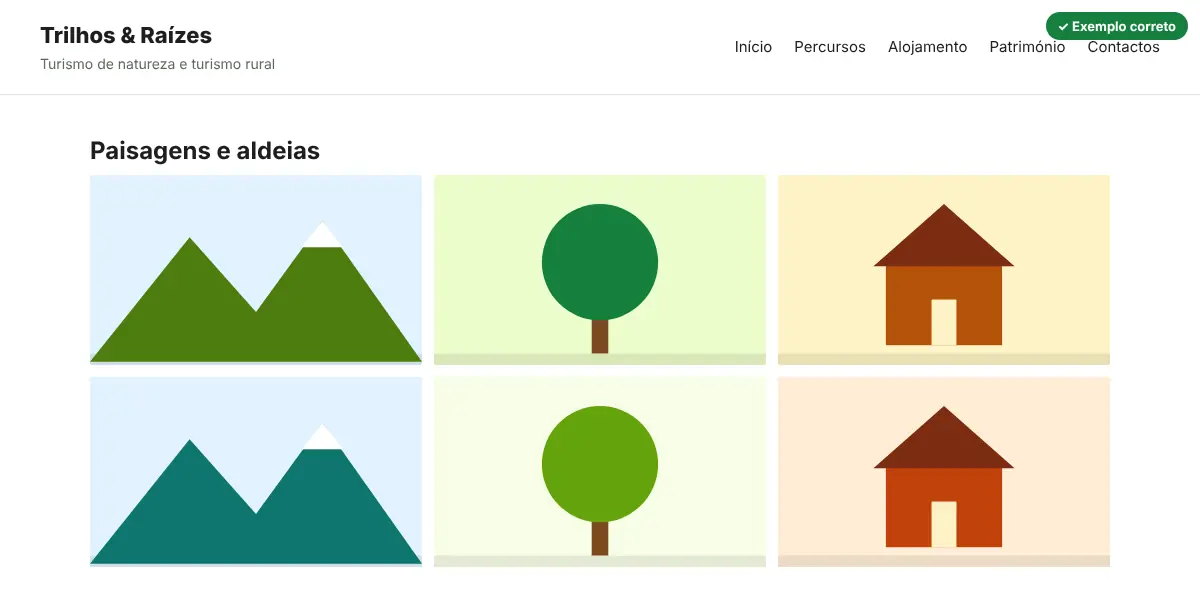 Trilhos & Raízes
Turismo de natureza e turismo rural
✓ Exemplo correto
Início Percursos Alojamento Património Contactos
Paisagens e aldeias